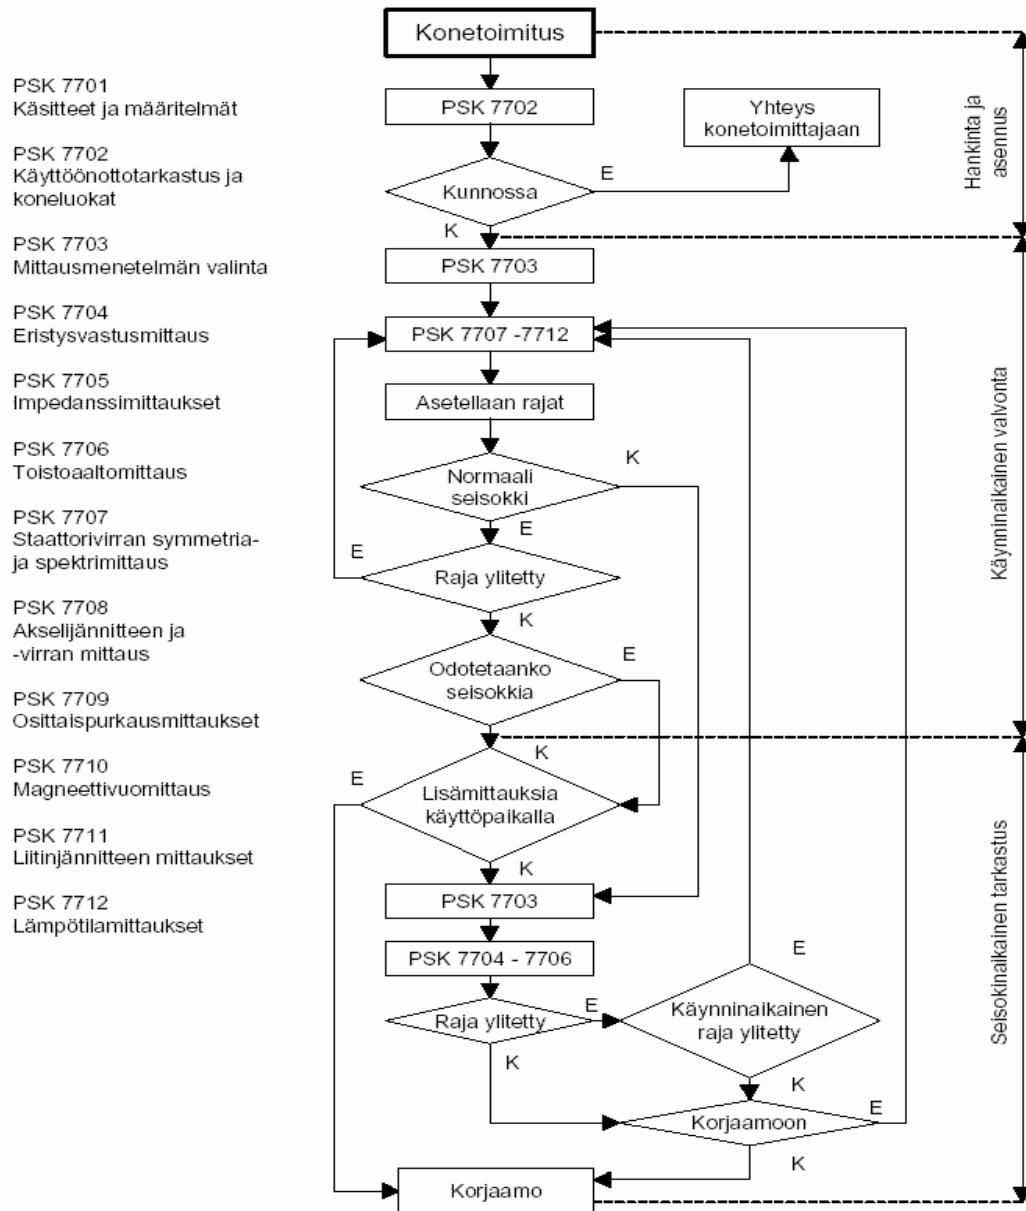 Konetoimitus
PSK 7701
Käsitteet ja määritelmät
PSK 7702
Käyttöönottotarkastus ja
koneluokat
PSK 7703
Mittausmenetelmän valinta
PSK 7704
Eristysvastusmittaus
PSK 7705
Impedanssimittaukset
PSK 7706
Toistoaaltomittaus
PSK 7707
Staattorivirran symmetria-
ja spektrimittaus
PSK 7708
Akselijännitteen ja
-virran mittaus
PSK 7709
Osittaispurkausmittaukset
PSK 7710
Magneettivuomittaus
PSK 7711
Liitinjännitteen mittaukset
PSK 7712
Lämpötilamittaukset
PSK 7702
Yhteys
konetoimittajaan
Kunnossa
E
K
PSK 7703
PSK 7707 -7712
Asetellaan rajat
Normaali
seisokki
K
E
Raja ylitetty
E
K
Odotetaanko
seisokkia
E
K
Lisämittauksia
käyttöpaikalla
E
K
PSK 7703
PSK 7704 - 7706
Raja ylitetty
E
K
Käynninaikainen
raja ylitetty
E
K
Korjaamoon
E
K
Korjaamo
Hankinta ja
asennus
Käynninaikainen valvonta
Seisokinaikainen tarkastus